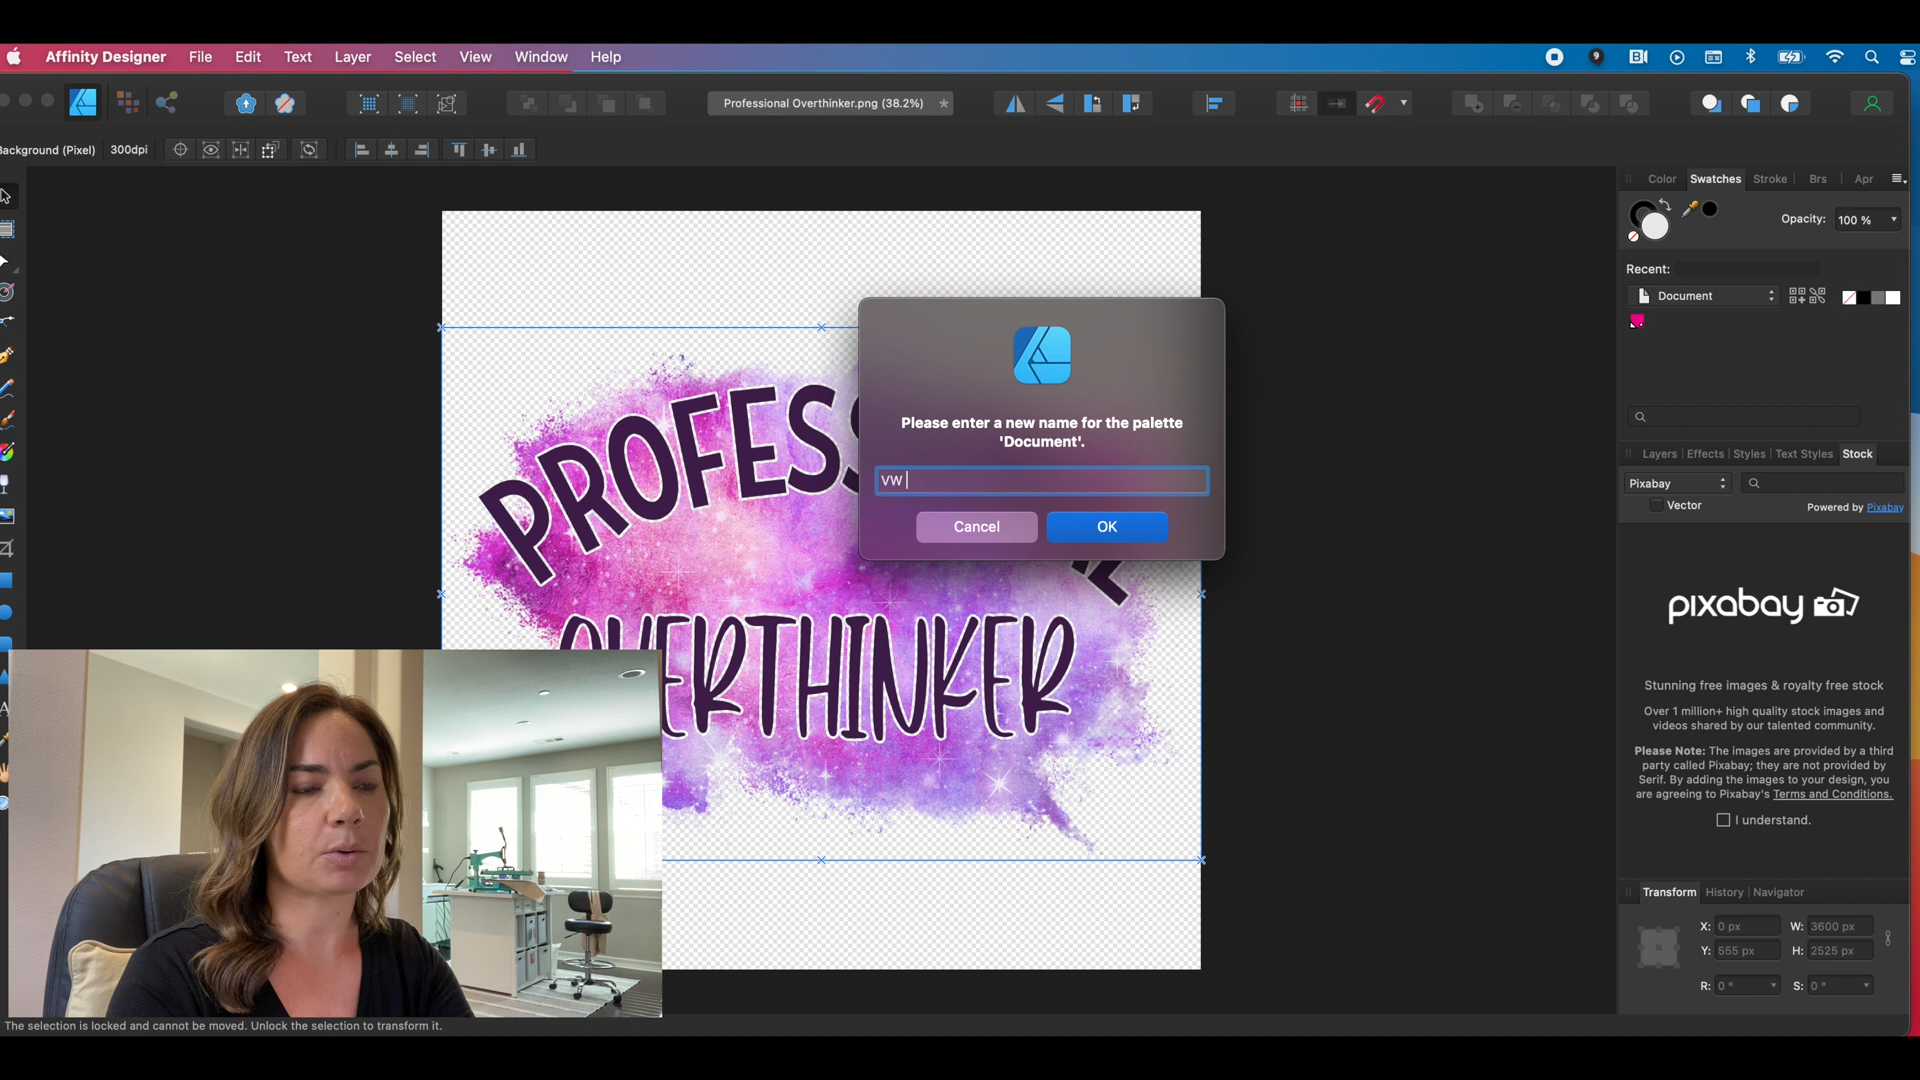 Affinity Designer File Edit Text Layer Select View Window Help
Professional Overthinker.png (38.2%) *
Background (Pixel) 300dpi
Color Swatches Stroke Brs Apr
Opacity: 100 %
Recent:
Document
Please enter a new name for the palette
'Document'.
VW
Cancel OK
PROFESS
OVERTHINKER
Layers Effects Styles Text Styles Stock
Pixabay
Vector
Powered by Pixabay
pixabay
Stunning free images & royalty free stock
Over 1 million+ high quality stock images and
videos shared by our talented community.
Please Note: The images are provided by a third
party called Pixabay; they are not provided by
Serif. By adding the images to your design, you
are agreeing to Pixabay's Terms and Conditions.
I understand.
Transform History Navigator
X: 0 px W: 3600 px
Y: 555 px H: 2525 px
R: 0 ° S: 0 °
The selection is locked and cannot be moved. Unlock the selection to transform it.